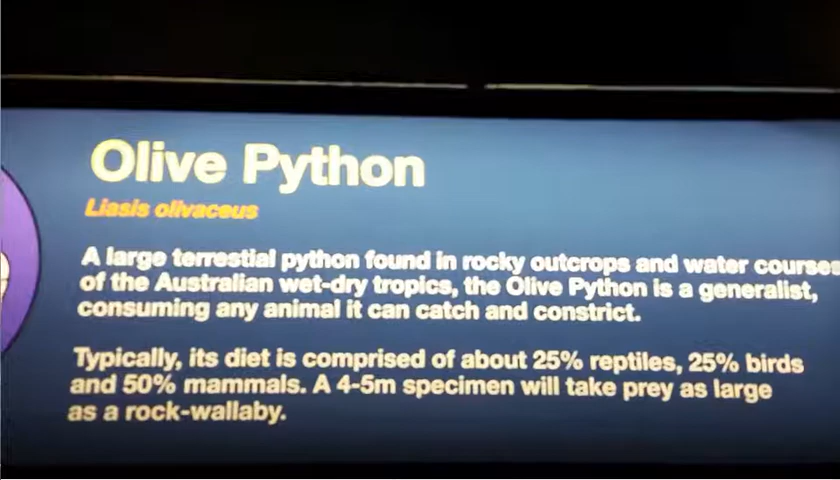 Olive Python
Liasis olivaceus
A large terrestial python found in rocky outcrops and water courses
of the Australian wet-dry tropics, the Olive Python is a generalist,
consuming any animal it can catch and constrict.
Typically, its diet is comprised of about 25% reptiles, 25% birds
and 50% mammals. A 4-5m specimen will take prey as large
as a rock-wallaby.